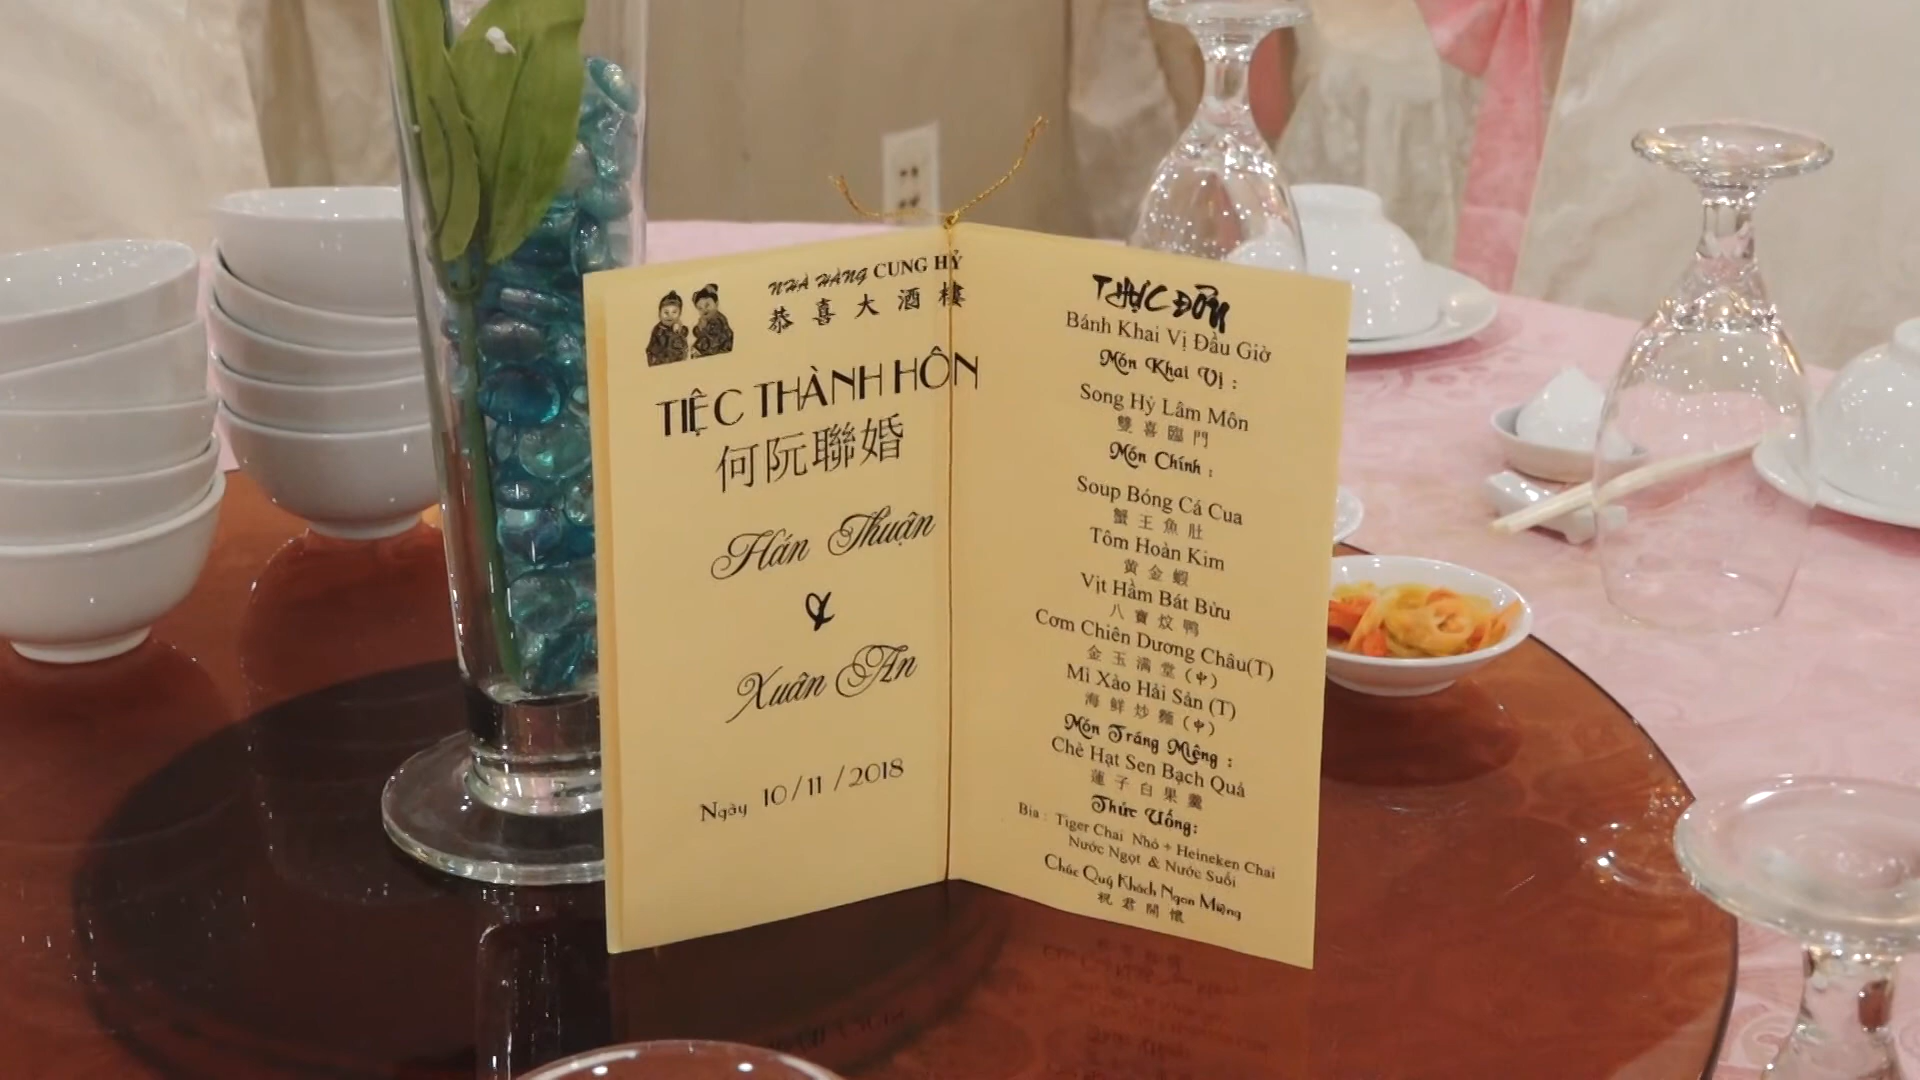 NHÀ HÀNG CUNG HỶ
恭喜大酒樓
TIỆC THÀNH HÔN
何阮聯婚
Hán Thuận
&
Xuân An
Ngày 10/11/2018
THỰC ĐƠN
Bánh Khai Vị Đầu Giờ
Món Khai Vị :
Song Hỷ Lâm Môn
雙喜臨門
Món Chính :
Soup Bóng Cá Cua
蟹王魚肚
Tôm Hoàn Kim
黄金蝦
Vịt Hầm Bát Bửu
八寶炆鸭
Cơm Chiên Dương Châu(T)
金玉满堂(中)
Mì Xào Hải Sản (T)
海鮮炒麵(中)
Món Tráng Miệng :
Chè Hạt Sen Bạch Quả
蓮子白果羹
Thức Uống:
Bia : Tiger Chai Nhỏ + Heineken Chai
Nước Ngọt & Nước Suối
Chúc Quý Khách Ngon Miệng
祝君開懷